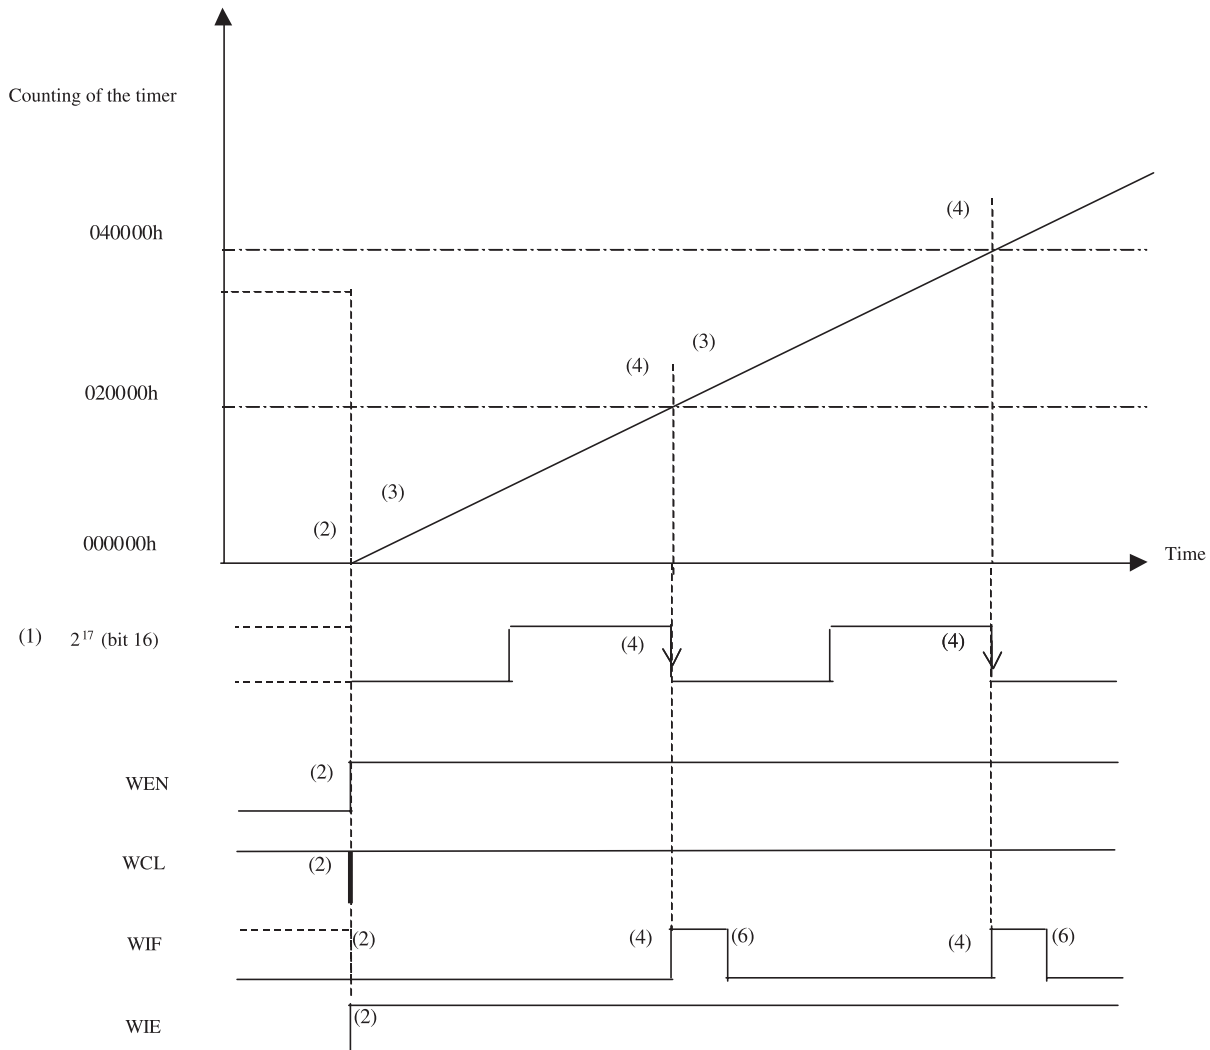 Counting of the timer
(4)
040000h
(3)
(4)
020000h
(3)
(2)
000000h
Time
(1) 2¹⁷ (bit 16)
(4) (4)
WEN (2)
WCL (2)
WIF (2) (4) (6) (4) (6)
WIE (2)